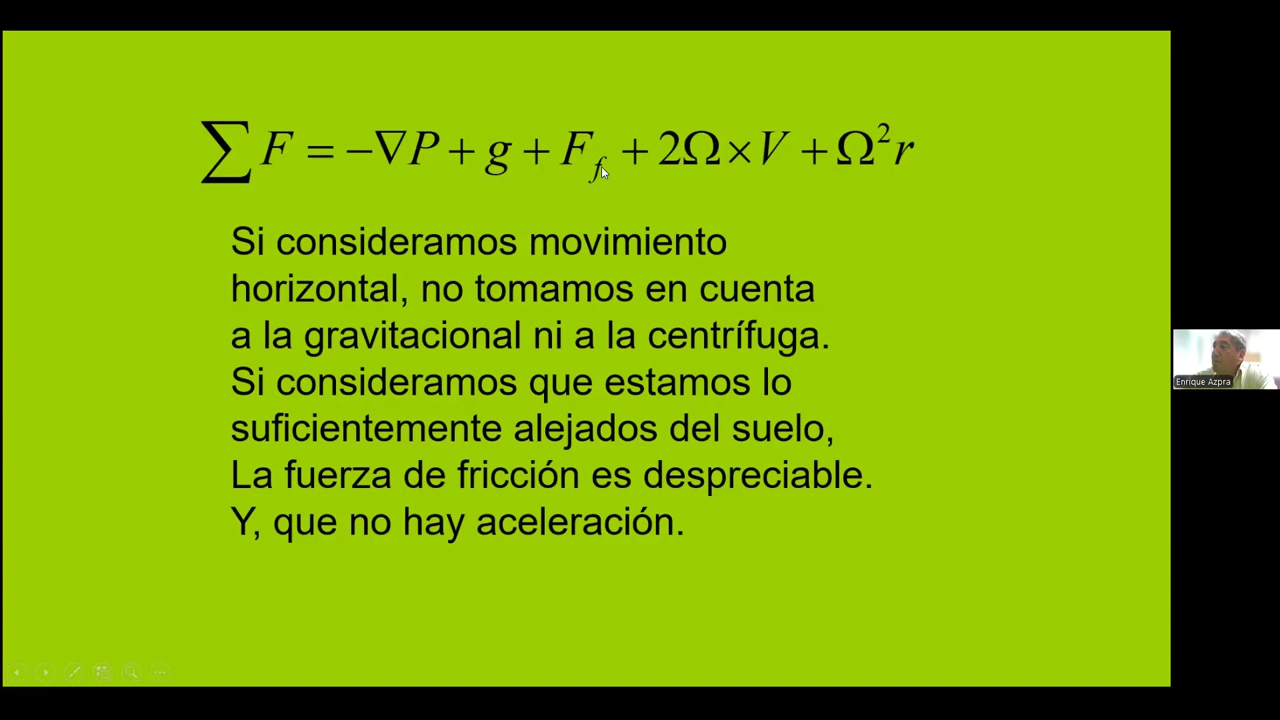 ∑ F = −∇P + g + F_f + 2Ω × V + Ω² r
Si consideramos movimiento
horizontal, no tomamos en cuenta
a la gravitacional ni a la centrífuga.
Si consideramos que estamos lo
suficientemente alejados del suelo,
La fuerza de fricción es despreciable.
Y, que no hay aceleración.
Enrique Azpra